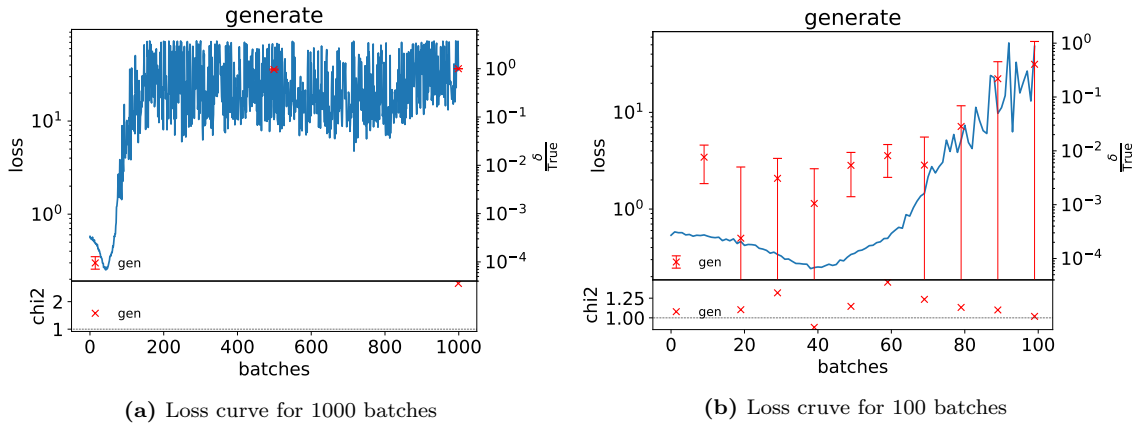 generate
loss
10^1
10^0
10^0
10^-1
10^-2
10^-3
10^-4
δ/True
gen
chi2
2
1
gen
0 200 400 600 800 1000
batches
(a) Loss curve for 1000 batches
generate
loss
10^1
10^0
10^0
10^-1
10^-2
10^-3
10^-4
δ/True
gen
chi2
1.25
1.00
gen
0 20 40 60 80 100
batches
(b) Loss cruve for 100 batches